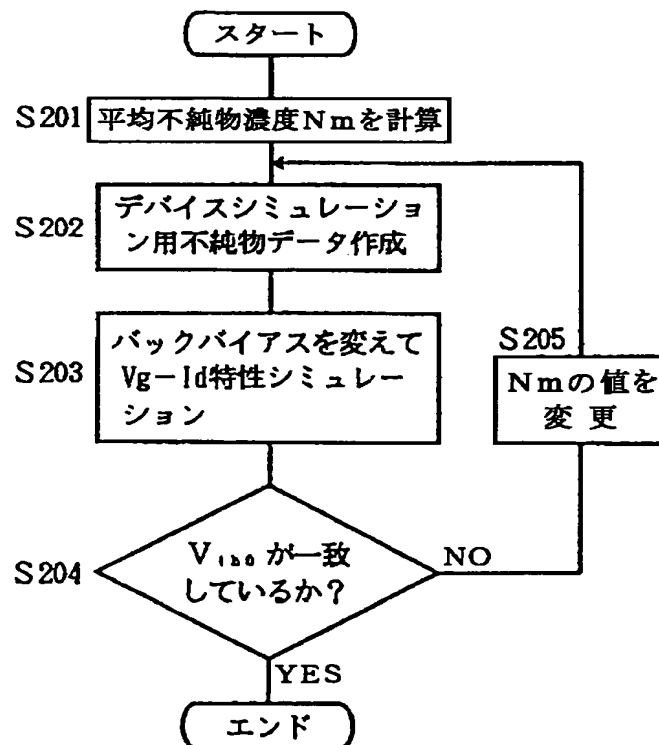 スタート
S201
平均不純物濃度Nmを計算
S202
デバイスシミュレーショ
ン用不純物データ作成
S203
バックバイアスを変えて
Vg-Id特性シミュレー
ション
S205
Nmの値を
変更
S204
Vth0が一致
しているか?
NO
YES
エンド